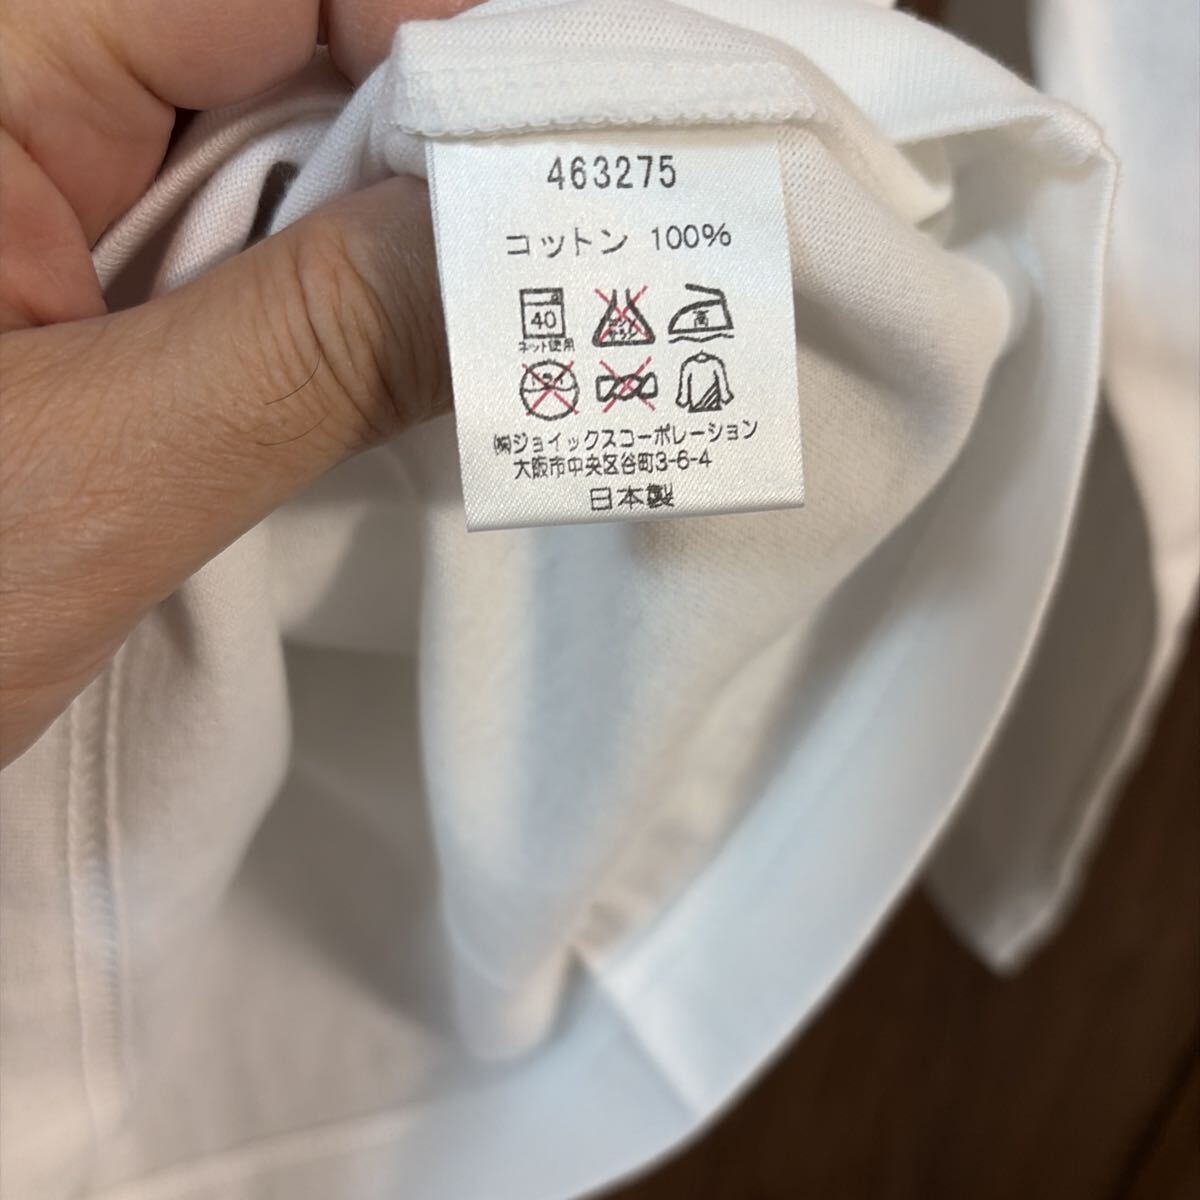 463275
コットン 100%
40
ネット使用
高
㈱ジョイックスコーポレーション
大阪市中央区谷町3-6-4
日本製